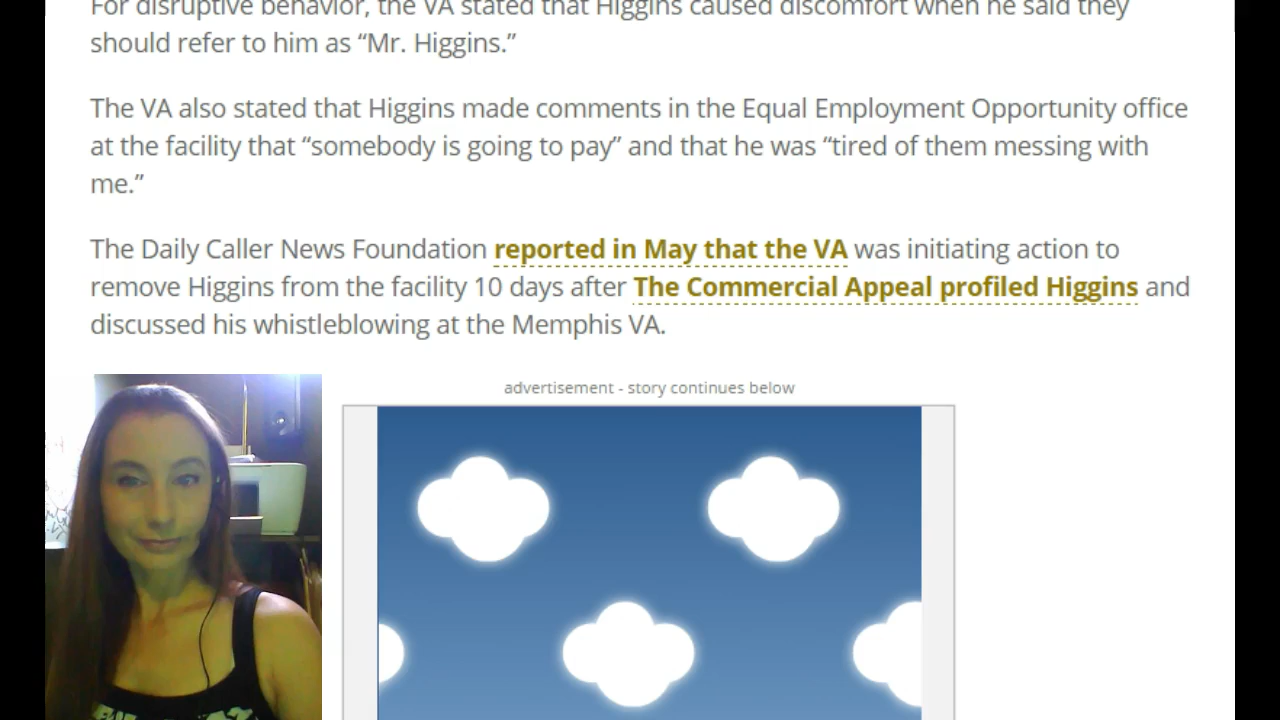 For disruptive behavior, the VA stated that Higgins caused discomfort when he said they
should refer to him as “Mr. Higgins.”
The VA also stated that Higgins made comments in the Equal Employment Opportunity office
at the facility that “somebody is going to pay” and that he was “tired of them messing with
me.”
The Daily Caller News Foundation reported in May that the VA was initiating action to
remove Higgins from the facility 10 days after The Commercial Appeal profiled Higgins and
discussed his whistleblowing at the Memphis VA.
advertisement - story continues below